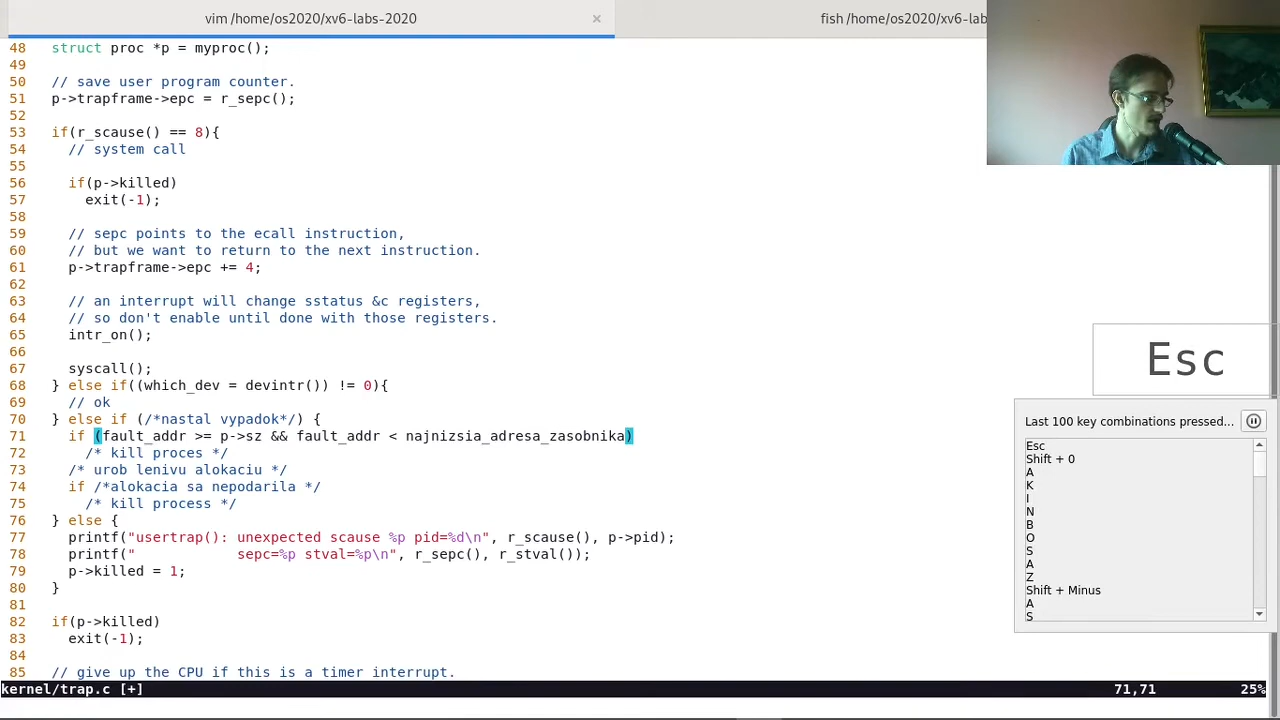 vim /home/os2020/xv6-labs-2020
×
fish /home/os2020/xv6-lab
48 struct proc *p = myproc();
49
50 // save user program counter.
51 p->trapframe->epc = r_sepc();
52
53 if(r_scause() == 8){
54 // system call
55
56 if(p->killed)
57 exit(-1);
58
59 // sepc points to the ecall instruction,
60 // but we want to return to the next instruction.
61 p->trapframe->epc += 4;
62
63 // an interrupt will change sstatus &c registers,
64 // so don't enable until done with those registers.
65 intr_on();
66
67 syscall();
68 } else if((which_dev = devintr()) != 0){
69 // ok
70 } else if (/*nastal vypadok*/) {
71 if (fault_addr >= p->sz && fault_addr < najnizsia_adresa_zasobnika)
72 /* kill proces */
73 /* urob lenivu alokaciu */
74 if /*alokacia sa nepodarila */
75 /* kill process */
76 } else {
77 printf("usertrap(): unexpected scause %p pid=%d\n", r_scause(), p->pid);
78 printf(" sepc=%p stval=%p\n", r_sepc(), r_stval());
79 p->killed = 1;
80 }
81
82 if(p->killed)
83 exit(-1);
84
85 // give up the CPU if this is a timer interrupt.
kernel/trap.c [+] 71,71 25%
Esc
Last 100 key combinations pressed...
Esc
Shift + 0
A
K
I
N
B
O
S
A
Z
Shift + Minus
A
S